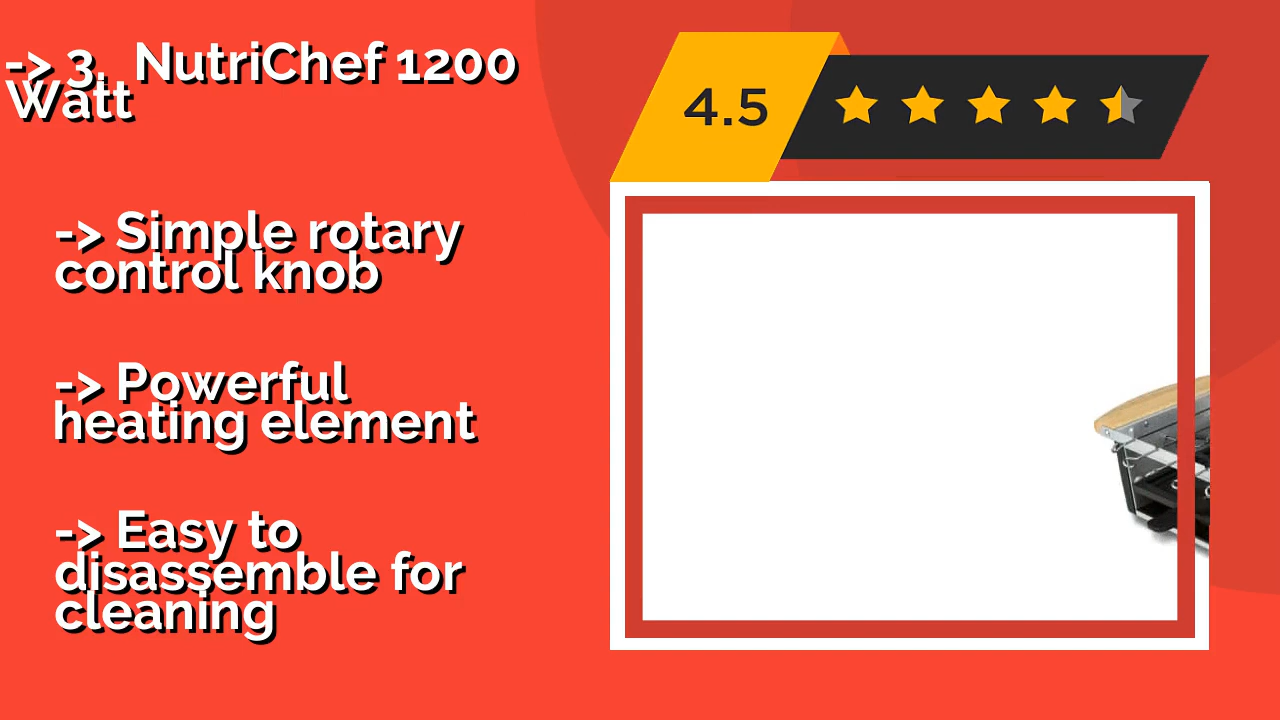 -> 3. NutriChef 1200
Watt
4.5
-> Simple rotary
control knob
-> Powerful
heating element
-> Easy to
disassemble for
cleaning